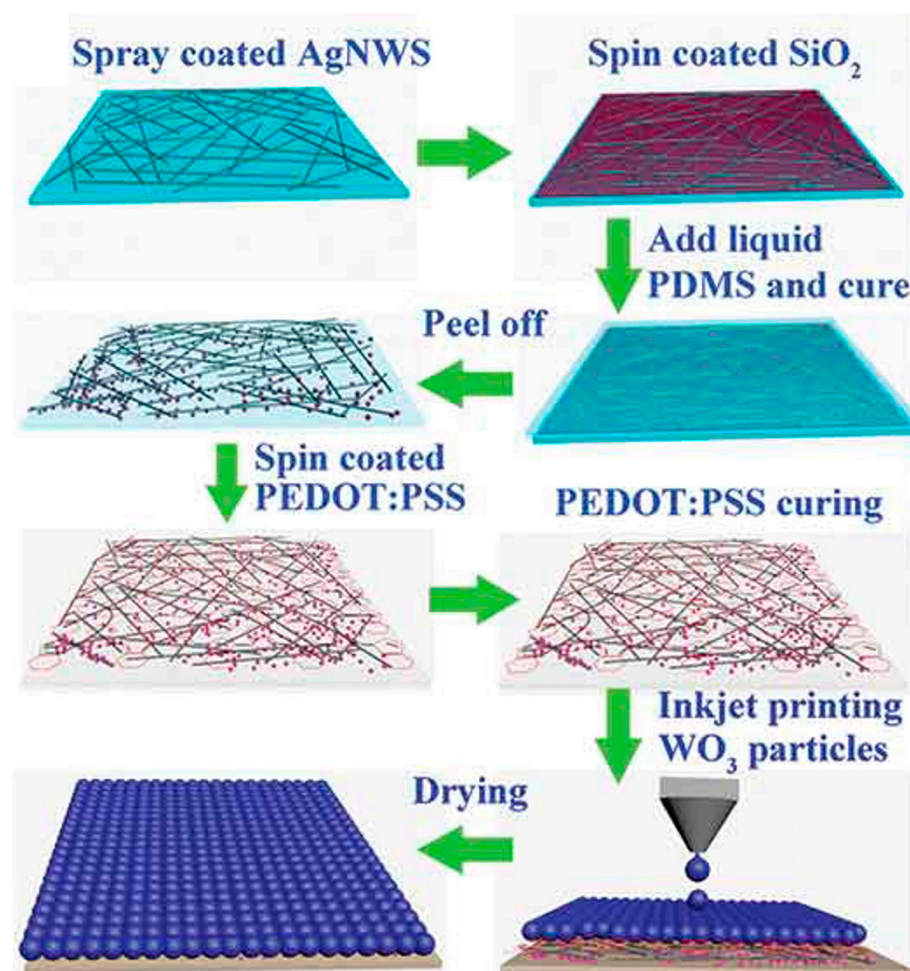 Spray coated AgNWS
Spin coated SiO₂
Add liquid
PDMS and cure
Peel off
Spin coated
PEDOT:PSS
PEDOT:PSS curing
Inkjet printing
WO₃ particles
Drying